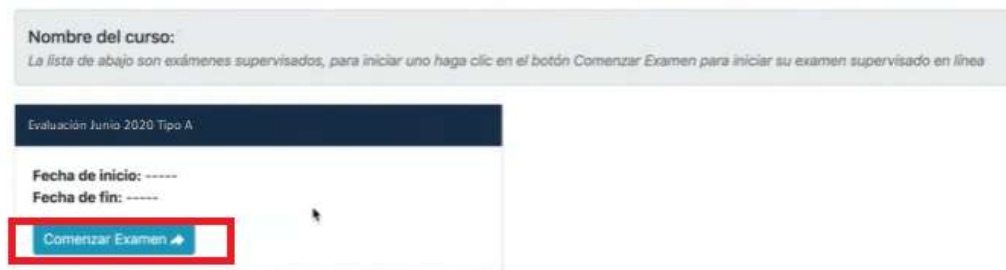 Nombre del curso:
La lista de abajo son exámenes supervisados, para iniciar uno haga clic en el botón Comenzar Examen para iniciar su examen supervisado en línea
Evaluación Junio 2020 Tipo A
Fecha de inicio: -----
Fecha de fin: -----
Comenzar Examen